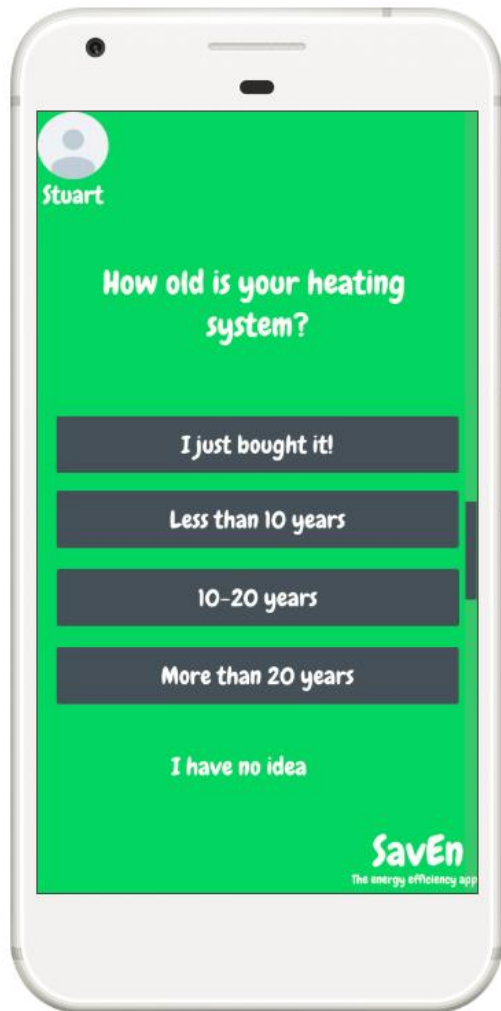 Stuart
How old is your heating
system?
I just bought it!
Less than 10 years
10-20 years
More than 20 years
I have no idea
SavEn
The energy efficiency app